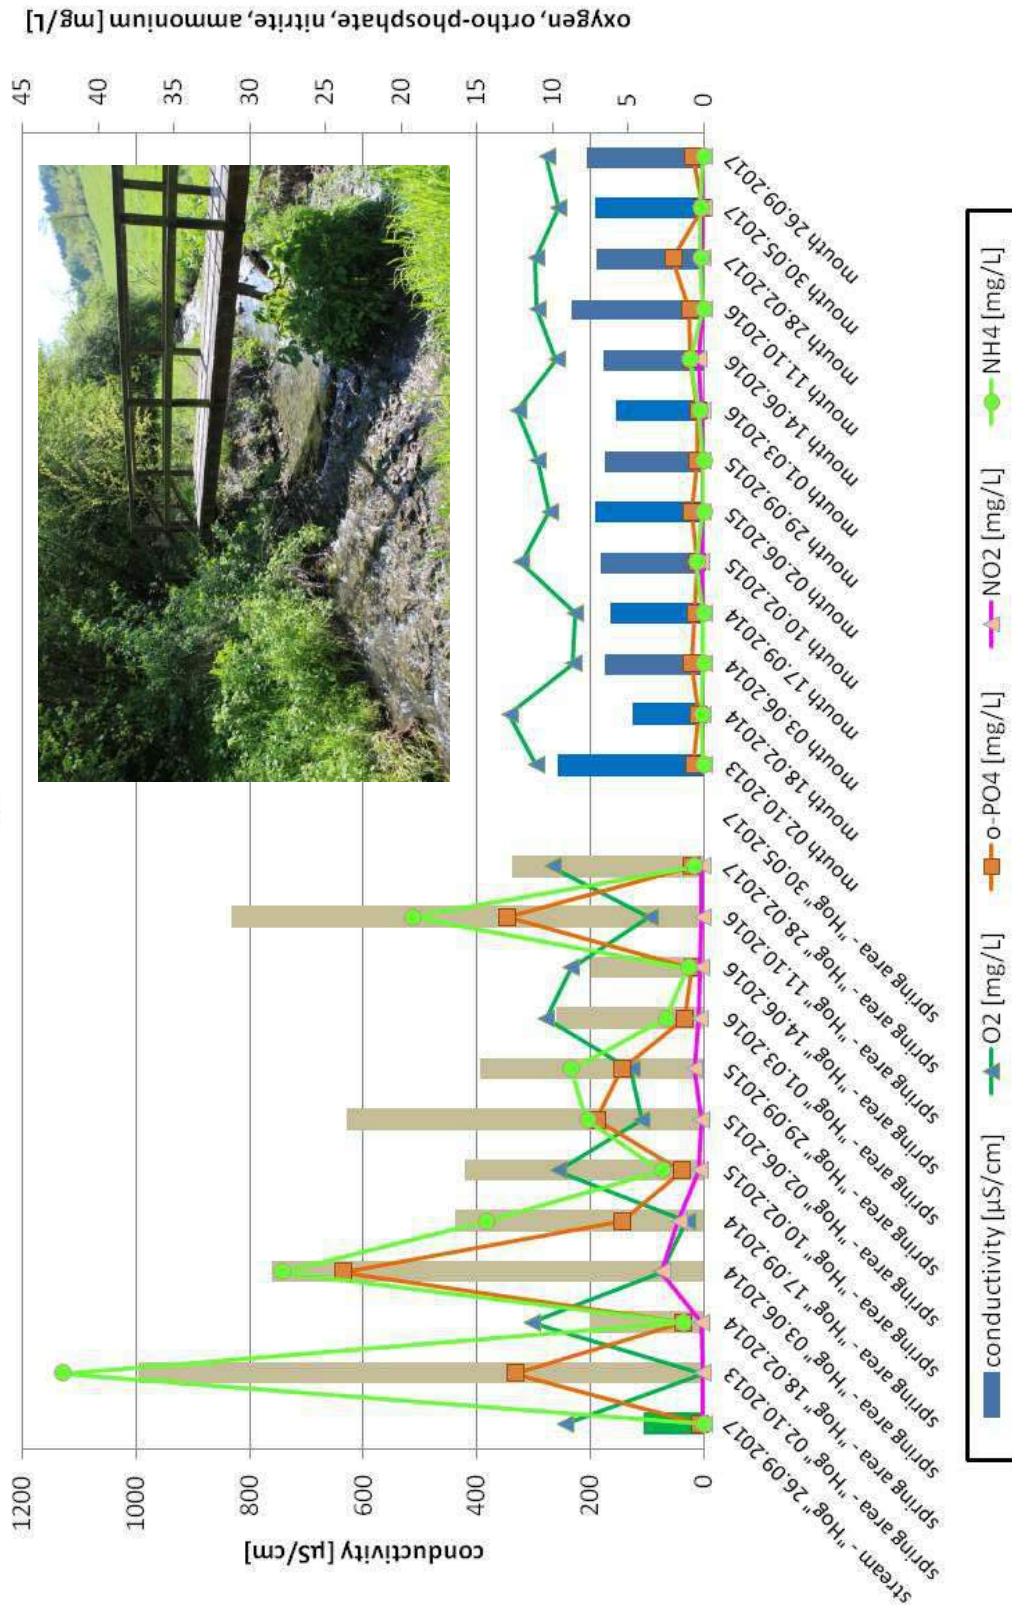 conductivity [µS/cm]
1200
1000
800
600
400
200
0
oxygen, ortho-phosphate, nitrite, ammonium [mg/L]
45
40
35
30
25
20
15
10
5
0
stream - "Hog" 26.09.2017
spring area - "Hog" 02.10.2013
spring area - "Hog" 18.02.2014
spring area - "Hog" 03.06.2014
spring area - "Hog" 17.09.2014
spring area - "Hog" 10.02.2015
spring area - "Hog" 02.06.2015
spring area - "Hog" 29.09.2015
spring area - "Hog" 01.03.2016
spring area - "Hog" 14.06.2016
spring area - "Hog" 11.10.2016
spring area - "Hog" 28.02.2017
spring area - "Hog" 30.05.2017
mouth 02.10.2013
mouth 18.02.2014
mouth 03.06.2014
mouth 17.09.2014
mouth 10.02.2015
mouth 02.06.2015
mouth 29.09.2015
mouth 01.03.2016
mouth 14.06.2016
mouth 11.10.2016
mouth 28.02.2017
mouth 30.05.2017
mouth 26.09.2017
conductivity [µS/cm]
O2 [mg/L]
o-PO4 [mg/L]
NO2 [mg/L]
NH4 [mg/L]